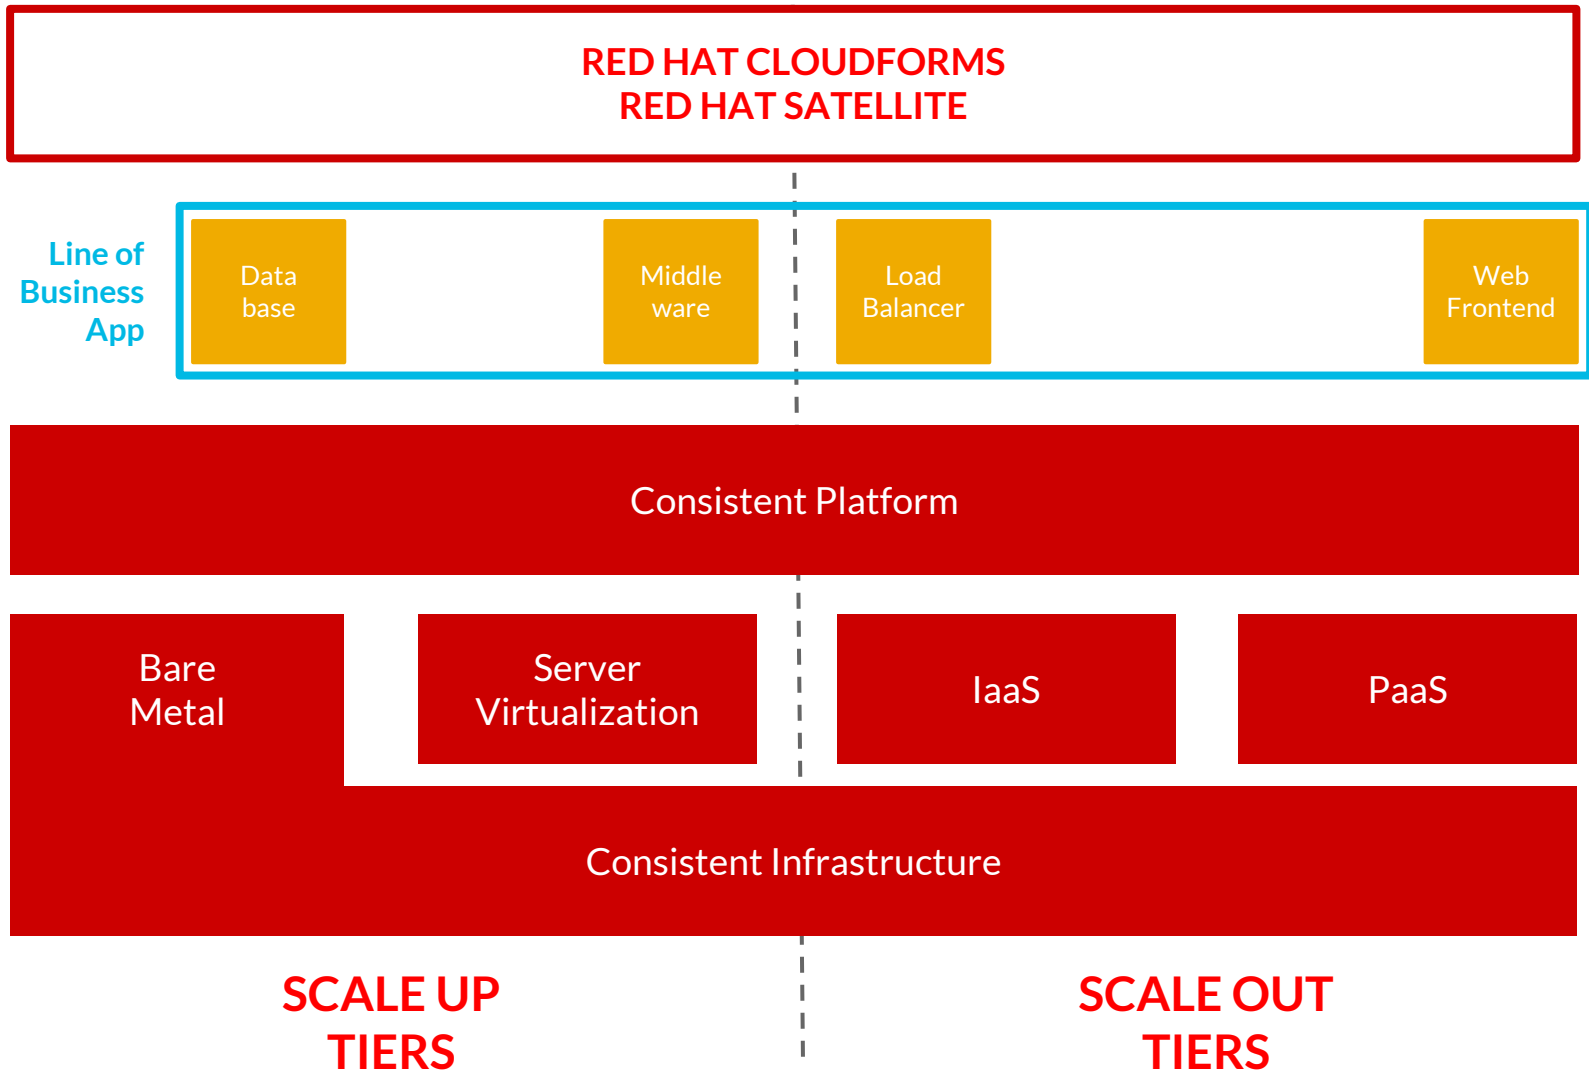 RED HAT CLOUDFORMS
RED HAT SATELLITE
Line of
Business
App
Data
base
Middle
ware
Load
Balancer
Web
Frontend
Consistent Platform
Bare
Metal
Server
Virtualization
IaaS
PaaS
Consistent Infrastructure
SCALE UP
TIERS
SCALE OUT
TIERS